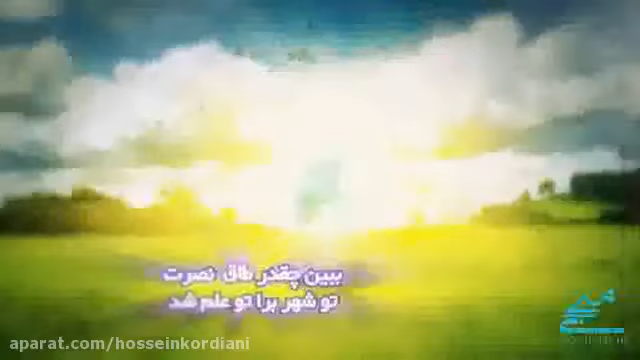 ببین چقدر طاق نصرت
تو شهر برا تو علم شد
aparat.com/hosseinkordiani